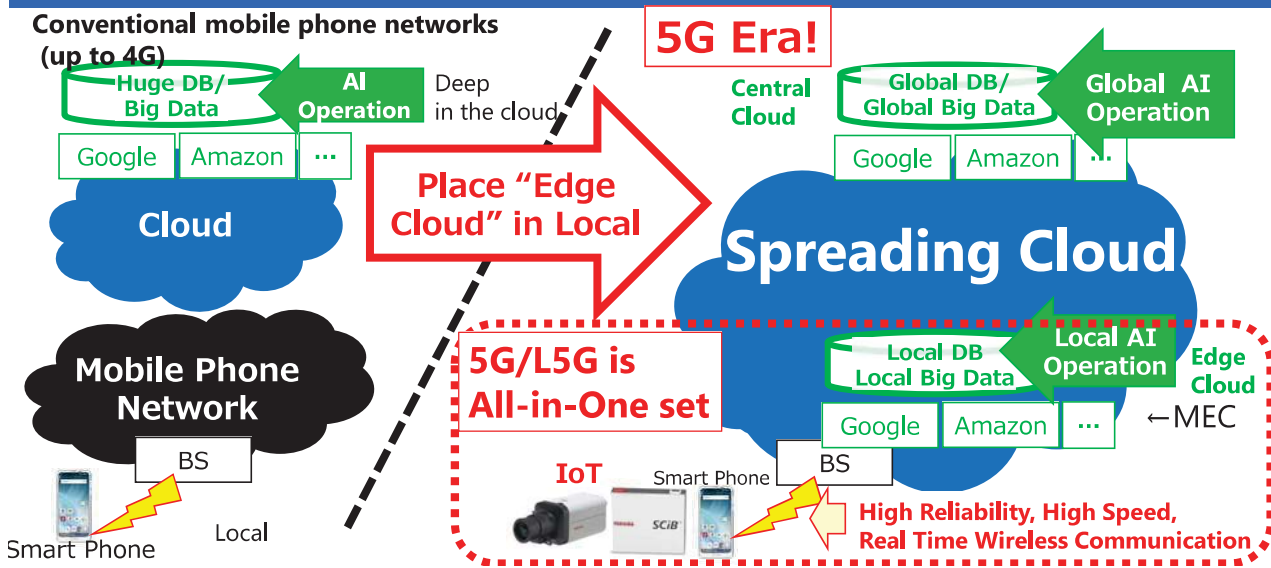 Conventional mobile phone networks
(up to 4G)
Huge DB/
Big Data
AI
Operation
Deep
in the cloud
Google
Amazon
...
Cloud
Mobile Phone
Network
BS
Local
Smart Phone
Place “Edge
Cloud” in Local
5G Era!
Central
Cloud
Global DB/
Global Big Data
Global AI
Operation
Google
Amazon
...
Spreading Cloud
5G/L5G is
All-in-One set
Local DB
Local Big Data
Local AI
Operation
Edge
Cloud
Google
Amazon
...
←MEC
BS
IoT
Smart Phone
SCiB
High Reliability, High Speed,
Real Time Wireless Communication